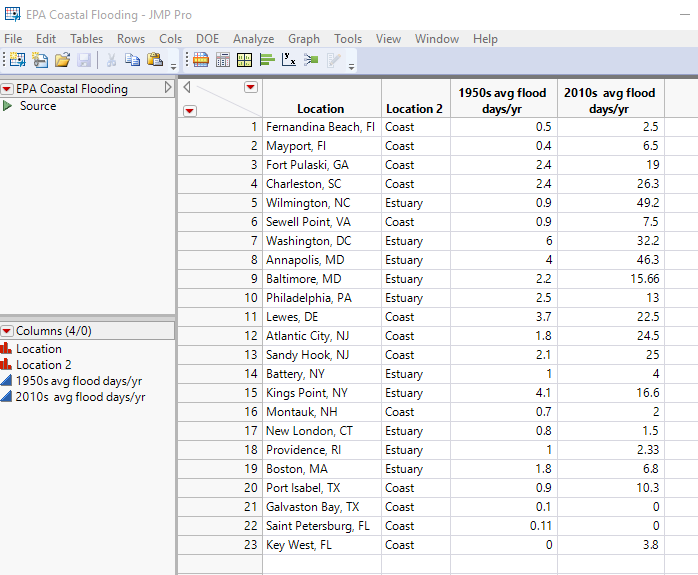 EPA Coastal Flooding - JMP Pro
File Edit Tables Rows Cols DOE Analyze Graph Tools View Window Help
EPA Coastal Flooding
Source
Columns (4/0)
Location
Location 2
1950s avg flood days/yr
2010s avg flood days/yr
Location Location 2 1950s avg flood days/yr 2010s avg flood days/yr
1 Fernandina Beach, Fl Coast 0.5 2.5
2 Mayport, Fl Coast 0.4 6.5
3 Fort Pulaski, GA Coast 2.4 19
4 Charleston, SC Coast 2.4 26.3
5 Wilmington, NC Estuary 0.9 49.2
6 Sewell Point, VA Coast 0.9 7.5
7 Washington, DC Estuary 6 32.2
8 Annapolis, MD Estuary 4 46.3
9 Baltimore, MD Estuary 2.2 15.66
10 Philadelphia, PA Estuary 2.5 13
11 Lewes, DE Coast 3.7 22.5
12 Atlantic City, NJ Coast 1.8 24.5
13 Sandy Hook, NJ Coast 2.1 25
14 Battery, NY Estuary 1 4
15 Kings Point, NY Estuary 4.1 16.6
16 Montauk, NH Coast 0.7 2
17 New London, CT Estuary 0.8 1.5
18 Providence, RI Estuary 1 2.33
19 Boston, MA Estuary 1.8 6.8
20 Port Isabel, TX Coast 0.9 10.3
21 Galvaston Bay, TX Coast 0.1 0
22 Saint Petersburg, FL Coast 0.11 0
23 Key West, FL Coast 0 3.8